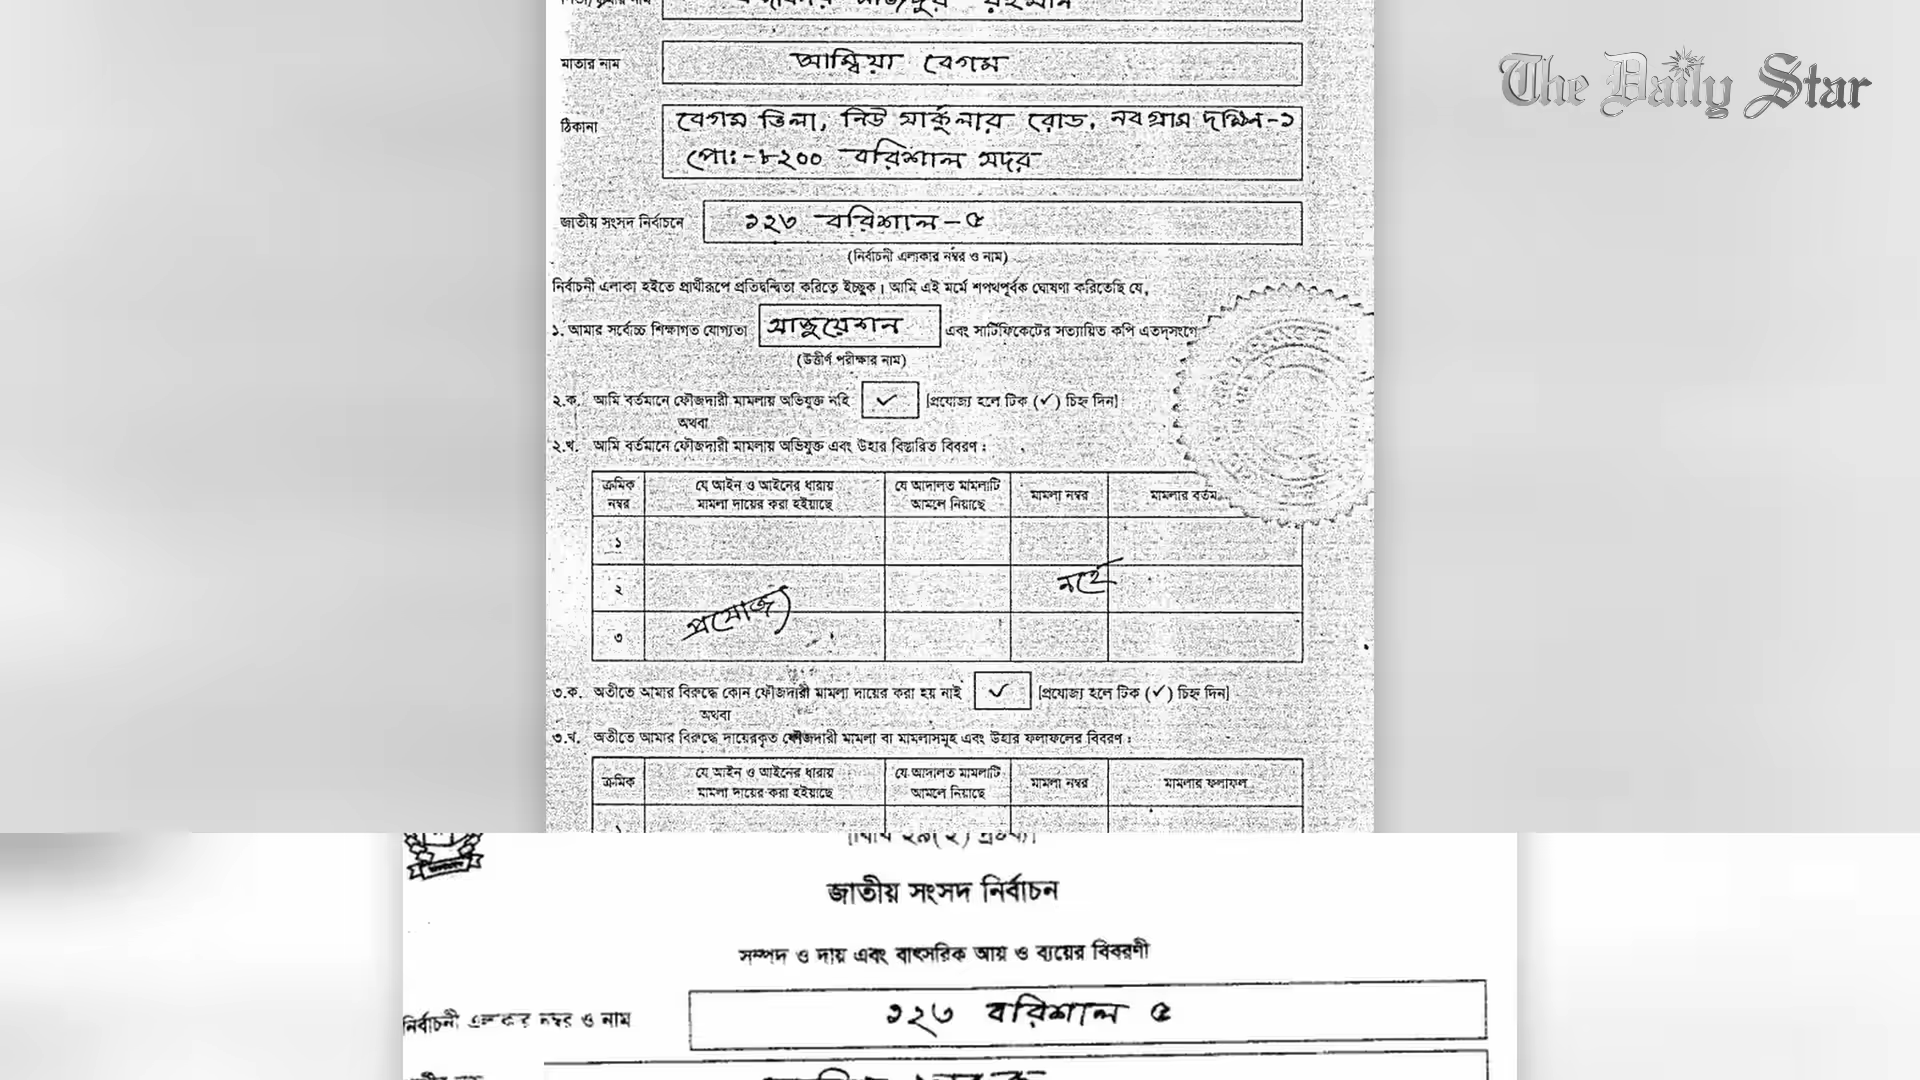 The Daily Star
রহমান
মাতার নাম আম্বিয়া বেগম
ঠিকানা বেগম ভিলা, নিউ সার্কুলার রোড, নবগ্রাম দক্ষিন-১
পো:-৮২০০ বরিশাল সদর
জাতীয় সংসদ নির্বাচনে ১২৩ বরিশাল-৫
(নির্বাচনী এলাকার নম্বর ও নাম)
নির্বাচনী এলাকা হইতে প্রার্থীরূপে প্রতিদ্বন্দ্বিতা করিতে ইচ্ছুক। আমি এই মর্মে শপথপূর্বক ঘোষণা করিতেছি যে,
১. আমার সর্বোচ্চ শিক্ষাগত যোগ্যতা গ্রাজুয়েশন এবং সার্টিফিকেটের সত্যায়িত কপি এতদ্‌সংগে
(উত্তীর্ণ পরীক্ষার নাম)
২.ক. আমি বর্তমানে ফৌজদারী মামলায় অভিযুক্ত নহি ✓ [প্রযোজ্য হলে টিক (✓) চিহ্ন দিন]
অথবা
২.খ. আমি বর্তমানে ফৌজদারী মামলায় অভিযুক্ত এবং উহার বিস্তারিত বিবরণ :
ক্রমিক নম্বর যে আইন ও আইনের ধারায় মামলা দায়ের করা হইয়াছে যে আদালত মামলাটি আমলে নিয়াছে মামলা নম্বর মামলার বর্তম
১
২ নহে
৩ প্রযোজ্য
৩.ক. অতীতে আমার বিরুদ্ধে কোন ফৌজদারী মামলা দায়ের করা হয় নাই ✓ [প্রযোজ্য হলে টিক (✓) চিহ্ন দিন]
অথবা
৩.খ. অতীতে আমার বিরুদ্ধে দায়েরকৃত ফৌজদারী মামলা বা মামলাসমূহ এবং উহার ফলাফলের বিবরণ :
ক্রমিক যে আইন ও আইনের ধারায় মামলা দায়ের করা হইয়াছে যে আদালত মামলাটি আমলে নিয়াছে মামলা নম্বর মামলার ফলাফল
জাতীয় সংসদ নির্বাচন
সম্পদ ও দায় এবং বাৎসরিক আয় ও ব্যয়ের বিবরণী
নির্বাচনী এলাকার নম্বর ও নাম ১২৩ বরিশাল ৫